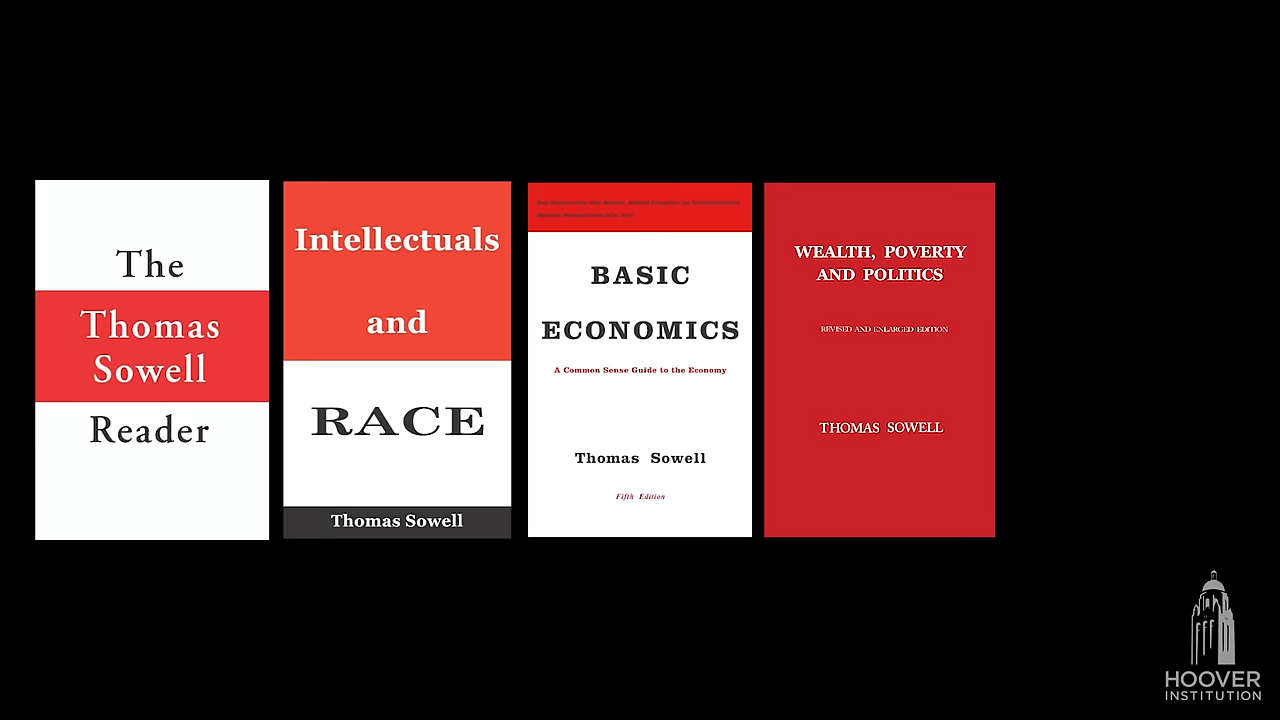 The
Thomas
Sowell
Reader
Intellectuals
and
RACE
Thomas Sowell
BASIC
ECONOMICS
A Common Sense Guide to the Economy
Thomas Sowell
Fifth Edition
WEALTH, POVERTY
AND POLITICS
REVISED AND ENLARGED EDITION
THOMAS SOWELL
HOOVER
INSTITUTION